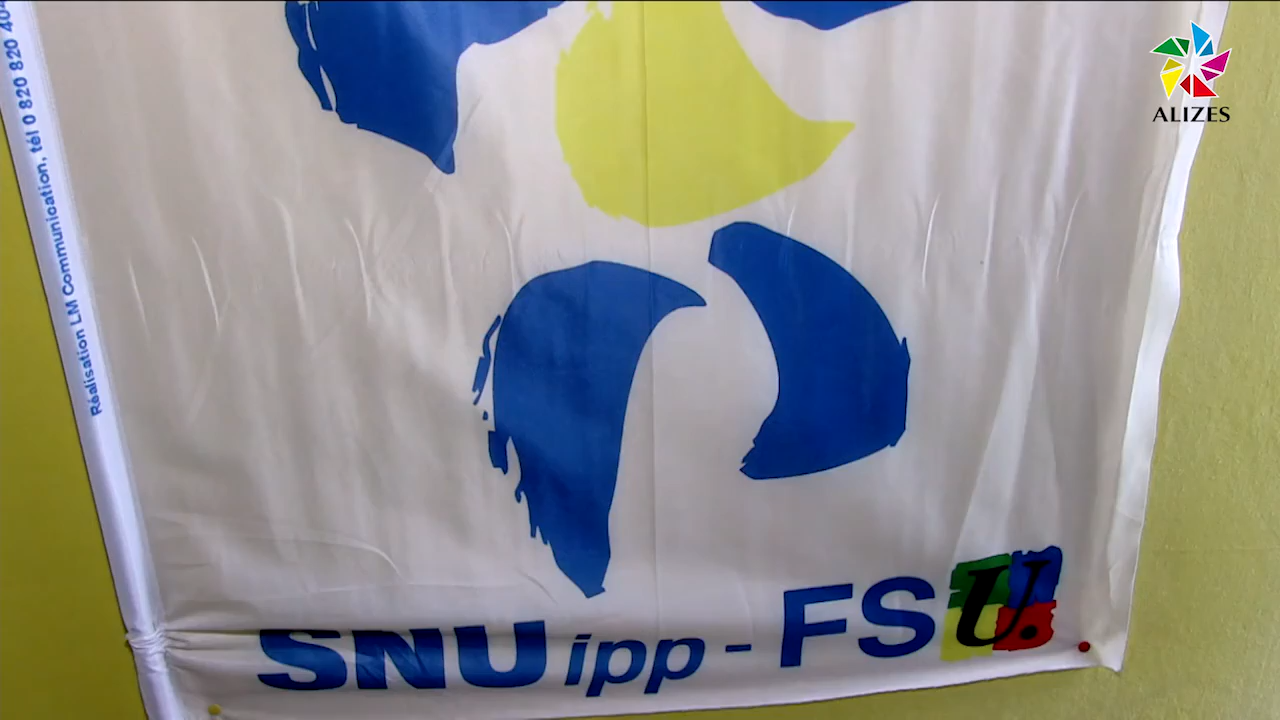 ALIZES
Réalisation LM Communication, tél 0 820 820 40
SNUipp - FSU.